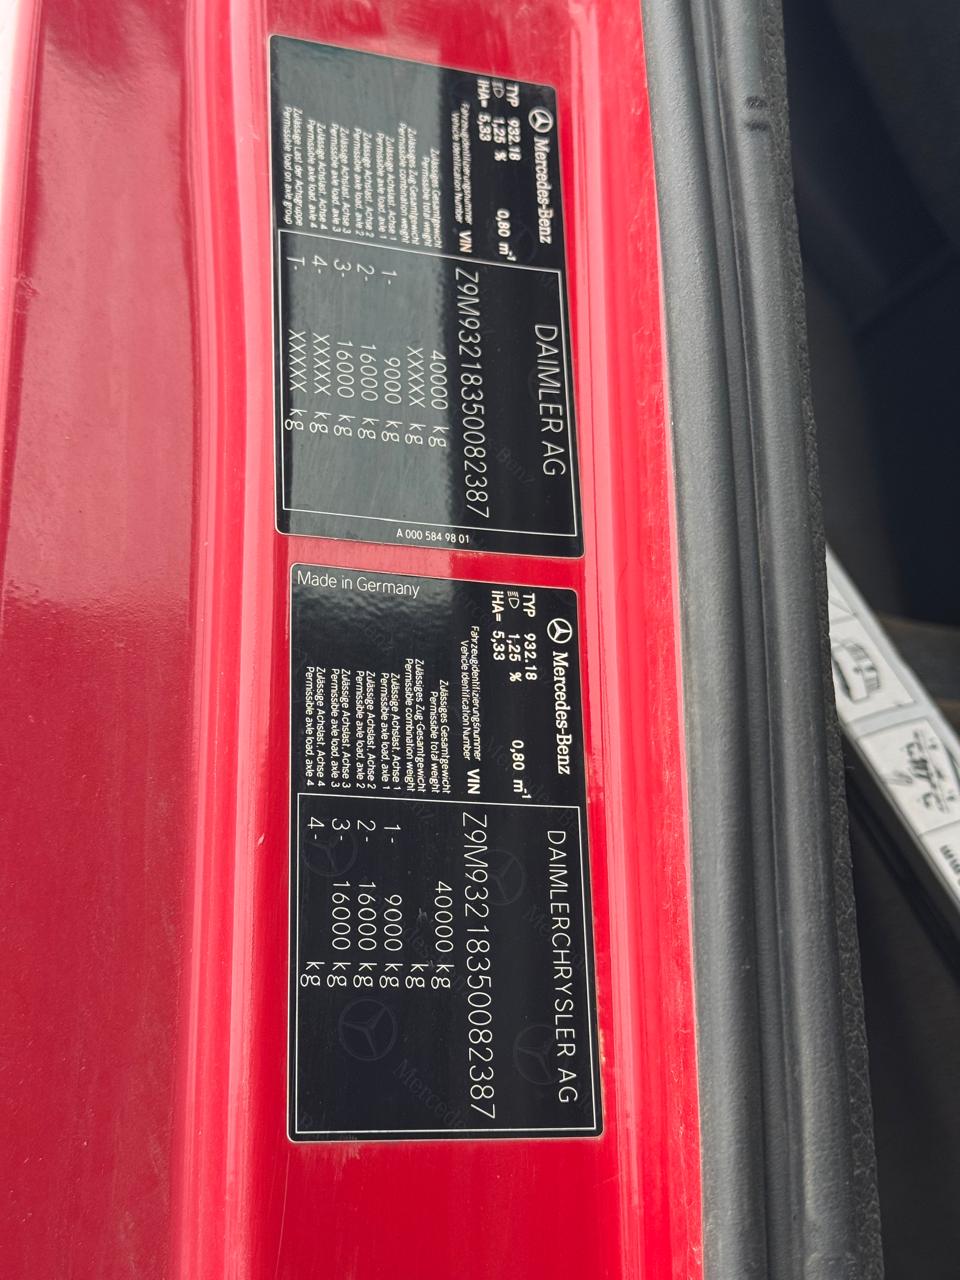 Mercedes-Benz
DAIMLER AG
TYP 932.18
1,25 % 0,80 m⁻¹
iHA= 5,33
Fahrzeugidentifizierungsnummer
Vehicle Identification Number VIN Z9M93218350082387
Zulässiges Gesamtgewicht
Permissible total weight 40000 kg
Zulässiges Zug-Gesamtgewicht
Permissible combination weight XXXXX kg
Zulässige Achslast. Achse 1
Permissible axle load, axle 1 1- 9000 kg
Zulässige Achslast. Achse 2
Permissible axle load, axle 2 2- 16000 kg
Zulässige Achslast. Achse 3
Permissible axle load, axle 3 3- 16000 kg
Zulässige Achslast. Achse 4
Permissible axle load, axle 4 4- XXXXX kg
Zulässige Last der Achsgruppe
Permissible load on axle group T- XXXXX kg
A 000 584 98 01
Mercedes-Benz
DAIMLERCHRYSLER AG
TYP 932.18
1,25 % 0,80 m⁻¹
iHA= 5,33
Fahrzeugidentifizierungsnummer
Vehicle Identification Number VIN Z9M93218350082387
Zulässiges Gesamtgewicht
Permissible total weight 40000 kg
Zulässiges Zug-Gesamtgewicht
Permissible combination weight kg
Zulässige Achslast. Achse 1
Permissible axle load, axle 1 1- 9000 kg
Zulässige Achslast. Achse 2
Permissible axle load, axle 2 2- 16000 kg
Zulässige Achslast. Achse 3
Permissible axle load, axle 3 3- 16000 kg
Zulässige Achslast. Achse 4
Permissible axle load, axle 4 4- kg
Made in Germany